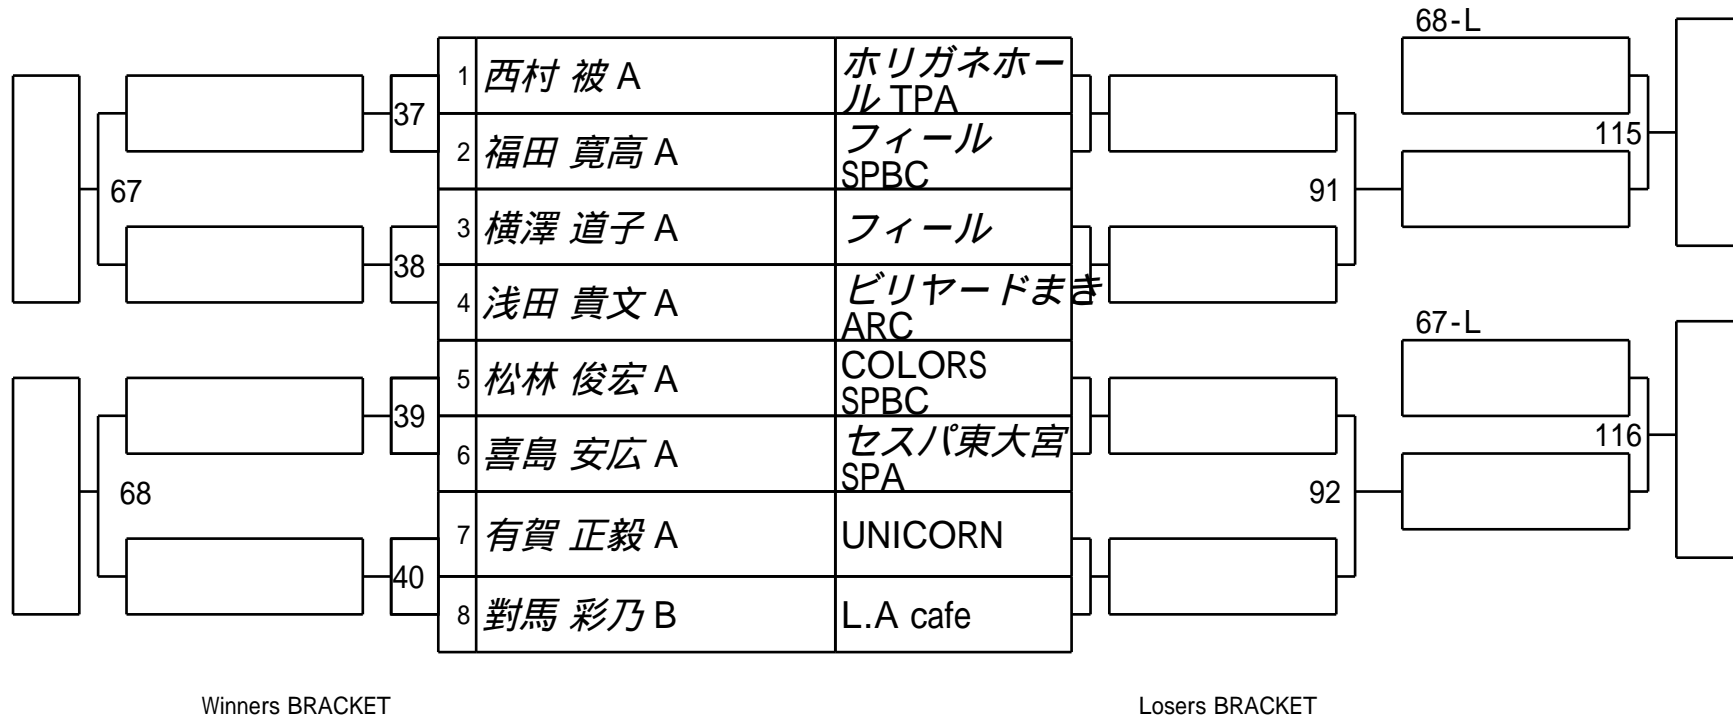 68-L
1 西村 被 A ホリガネホー
ル TPA
37
115
2 福田 寛高 A フィール
SPBC
67
91
3 横澤 道子 A フィール
38
4 浅田 貴文 A ビリヤードまき
ARC
67-L
5 松林 俊宏 A COLORS
SPBC
39
116
6 喜島 安広 A セスパ東大宮
SPA
68
92
7 有賀 正毅 A UNICORN
40
8 對馬 彩乃 B L.A cafe
Winners BRACKET
Losers BRACKET